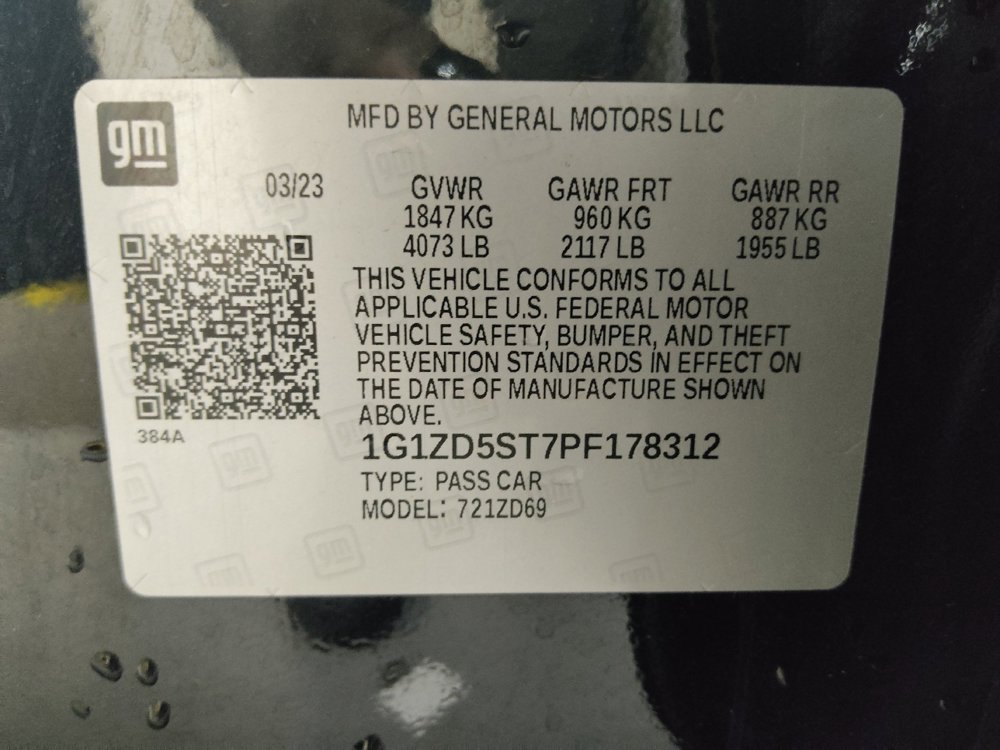 gm
MFD BY GENERAL MOTORS LLC
03/23 GVWR GAWR FRT GAWR RR
1847 KG 960 KG 887 KG
4073 LB 2117 LB 1955 LB
THIS VEHICLE CONFORMS TO ALL
APPLICABLE U.S. FEDERAL MOTOR
VEHICLE SAFETY, BUMPER, AND THEFT
PREVENTION STANDARDS IN EFFECT ON
THE DATE OF MANUFACTURE SHOWN
ABOVE.
384A
1G1ZD5ST7PF178312
TYPE: PASS CAR
MODEL: 721ZD69